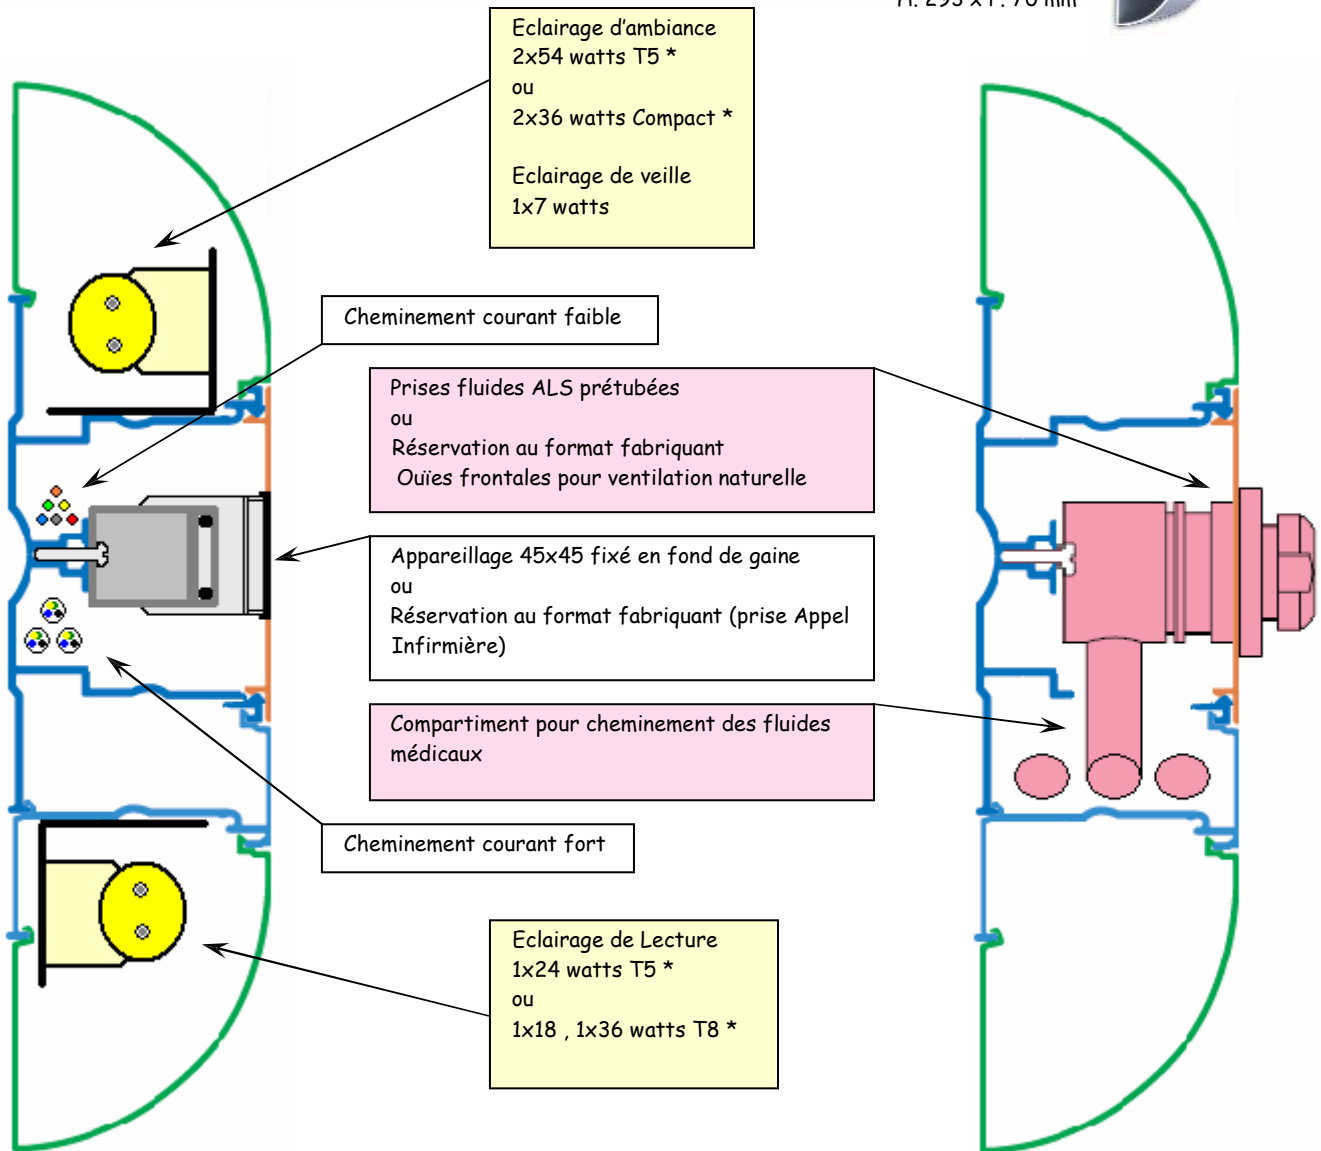 H. 293 x P. 70 mm
Eclairage d'ambiance
2x54 watts T5 *
ou
2x36 watts Compact *
Eclairage de veille
1x7 watts
Cheminement courant faible
Prises fluides ALS prétubées
ou
Réservation au format fabriquant
Ouïes frontales pour ventilation naturelle
Appareillage 45x45 fixé en fond de gaine
ou
Réservation au format fabriquant (prise Appel
Infirmière)
Compartiment pour cheminement des fluides
médicaux
Cheminement courant fort
Eclairage de Lecture
1x24 watts T5 *
ou
1x18 , 1x36 watts T8 *